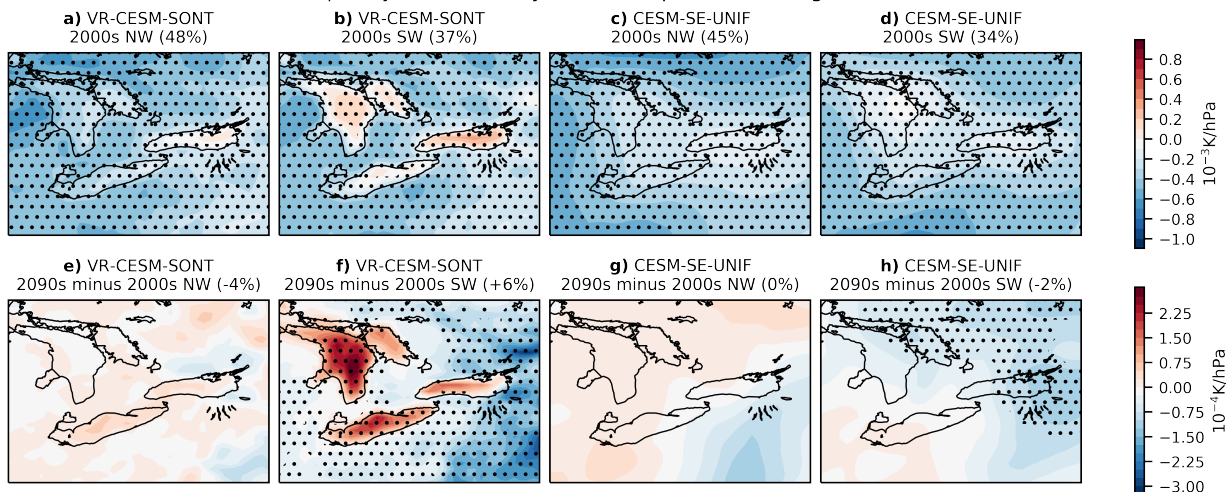 a) VR-CESM-SONT
2000s NW (48%)
b) VR-CESM-SONT
2000s SW (37%)
c) CESM-SE-UNIF
2000s NW (45%)
d) CESM-SE-UNIF
2000s SW (34%)
0.8
0.6
0.4
0.2
0.0
−0.2
−0.4
−0.6
−0.8
−1.0
10⁻³K/hPa
e) VR-CESM-SONT
2090s minus 2000s NW (-4%)
f) VR-CESM-SONT
2090s minus 2000s SW (+6%)
g) CESM-SE-UNIF
2090s minus 2000s NW (0%)
h) CESM-SE-UNIF
2090s minus 2000s SW (-2%)
2.25
1.50
0.75
0.00
−0.75
−1.50
−2.25
−3.00
10⁻⁴K/hPa